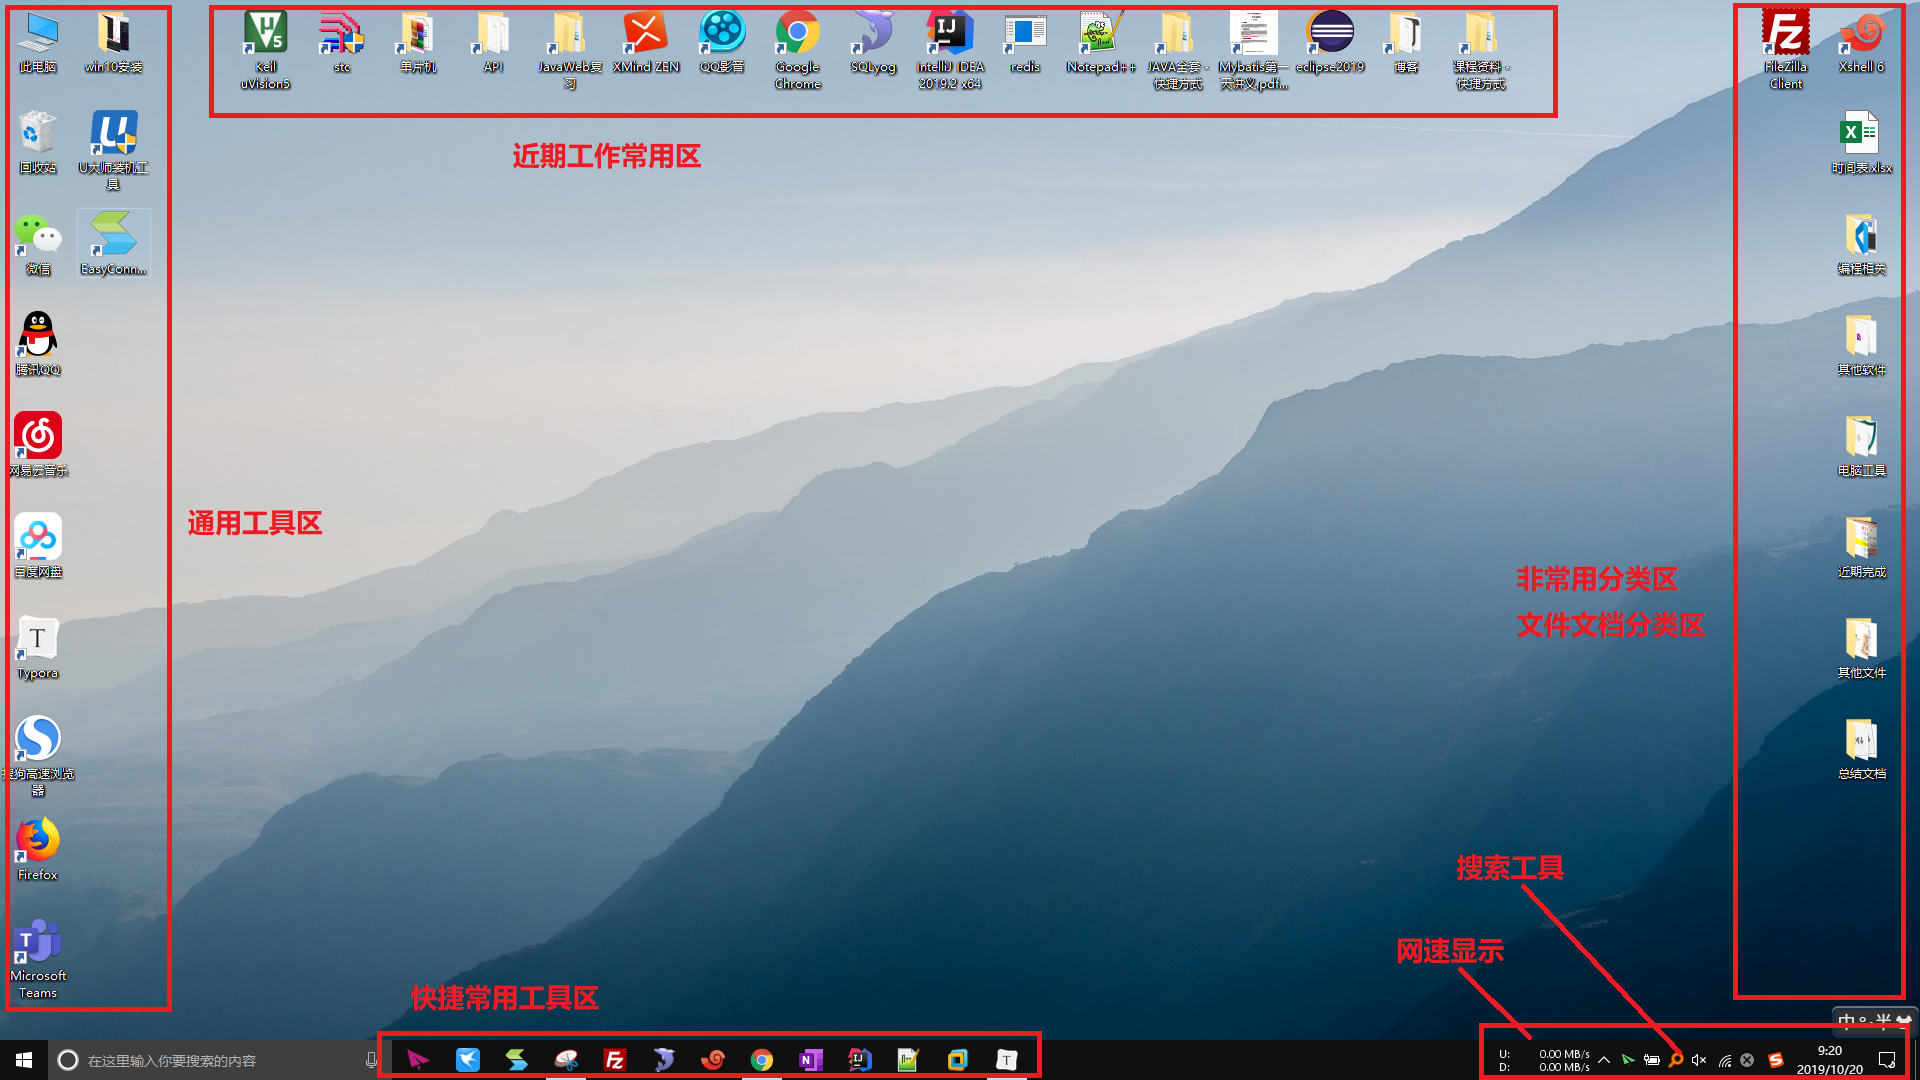 此电脑
win10安装
回收站
U大师装机工
具
微信
EasyConn...
腾讯QQ
网易云音乐
百度网盘
T
Typora
搜狗高速浏览
器
Firefox
T
Microsoft
Teams
通用工具区
V5
Keil
uVision5
stc
单片机
API
JavaWeb复
习
XMind ZEN
QQ影音
Google
Chrome
SQLyog
IJ
IntelliJ IDEA
2019.2 x64
redis
Notepad++
JAVA全套 -
快捷方式
Mybatis第一
天讲义.pdf...
eclipse2019
博客
课程资料 -
快捷方式
近期工作常用区
Fz
FileZilla
Client
Xshell 6
X
时间表.xlsx
编程相关
其他软件
电脑工具
近期完成
其他文件
总结文档
非常用分类区
文件文档分类区
搜索工具
网速显示
快捷常用工具区
中 半
在这里输入你要搜索的内容
Fz
N
IJ
T
U: 0.00 MB/s
D: 0.00 MB/s
S
9:20
2019/10/20